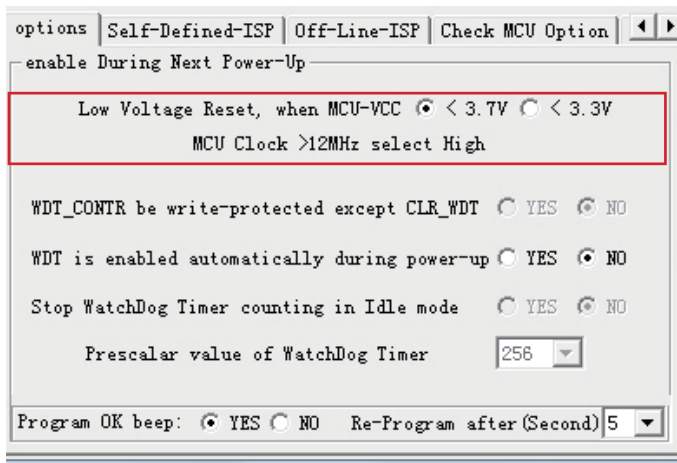 options Self-Defined-ISP Off-Line-ISP Check MCU Option
enable During Next Power-Up
Low Voltage Reset, when MCU-VCC < 3.7V < 3.3V
MCU Clock >12MHz select High
WDT_CONTR be write-protected except CLR_WDT YES NO
WDT is enabled automatically during power-up YES NO
Stop WatchDog Timer counting in Idle mode YES NO
Prescalar value of WatchDog Timer 256
Program OK beep: YES NO Re-Program after(Second) 5